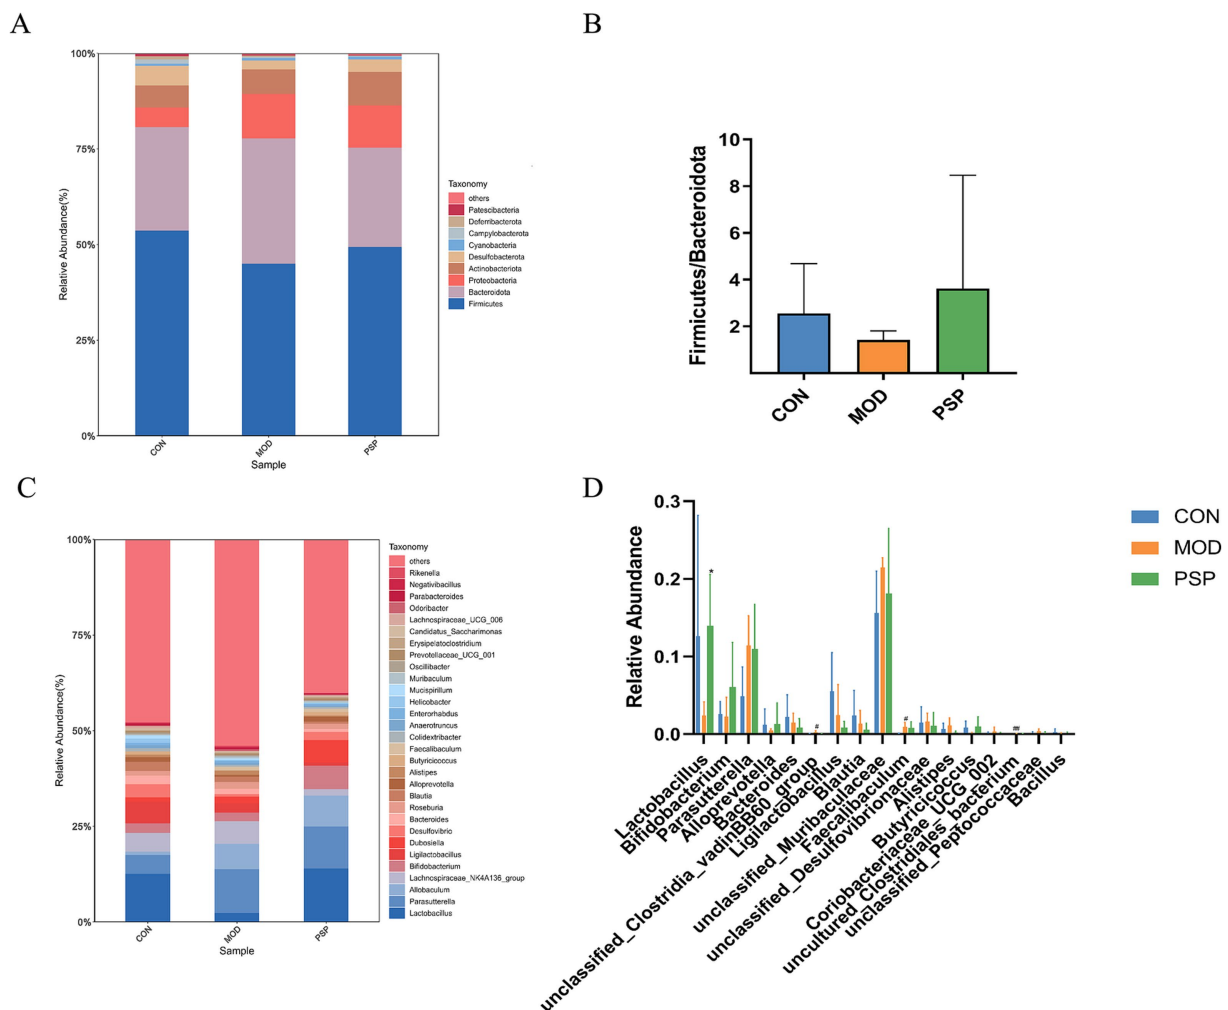 A
100%
75%
50%
25%
0%
Relative Abundance(%)
CON
MOD
PSP
Sample
Taxonomy
others
Patescibacteria
Deferribacterota
Campylobacterota
Cyanobacteria
Desulfobacterota
Actinobacteriota
Proteobacteria
Bacteroidota
Firmicutes
B
10
8
6
4
2
Firmicutes/Bacteroidota
CON
MOD
PSP
C
100%
75%
50%
25%
0%
Relative Abundance(%)
CON
MOD
PSP
Sample
Taxonomy
others
Rikenella
Negativibacillus
Parabacteroides
Odoribacter
Lachnospiraceae_UCG_006
Candidatus_Saccharimonas
Erysipelatoclostridium
Prevotellaceae_UCG_001
Oscillibacter
Muribaculum
Mucispirillum
Helicobacter
Enterorhabdus
Anaerotruncus
Colidextribacter
Faecalibaculum
Butyricicoccus
Alistipes
Alloprevotella
Blautia
Roseburia
Bacteroides
Desulfovibrio
Dubosiella
Ligilactobacillus
Bifidobacterium
Lachnospiraceae_NK4A136_group
Allobaculum
Parasutterella
Lactobacillus
D
0.3
0.2
0.1
0.0
Relative Abundance
*
#
#
##
Lactobacillus
Bifidobacterium
Parasutterella
Alloprevotella
Bacteroides
unclassified_Clostridia_vadinBB60_group
Ligilactobacillus
Blautia
unclassified_Muribaculaceae
Faecalibaculum
unclassified_Desulfovibrionaceae
Alistipes
Butyricicoccus
Coriobacteriaceae_UCG_002
uncultured_Clostridiales_bacterium
unclassified_Peptococcaceae
Bacillus
CON
MOD
PSP